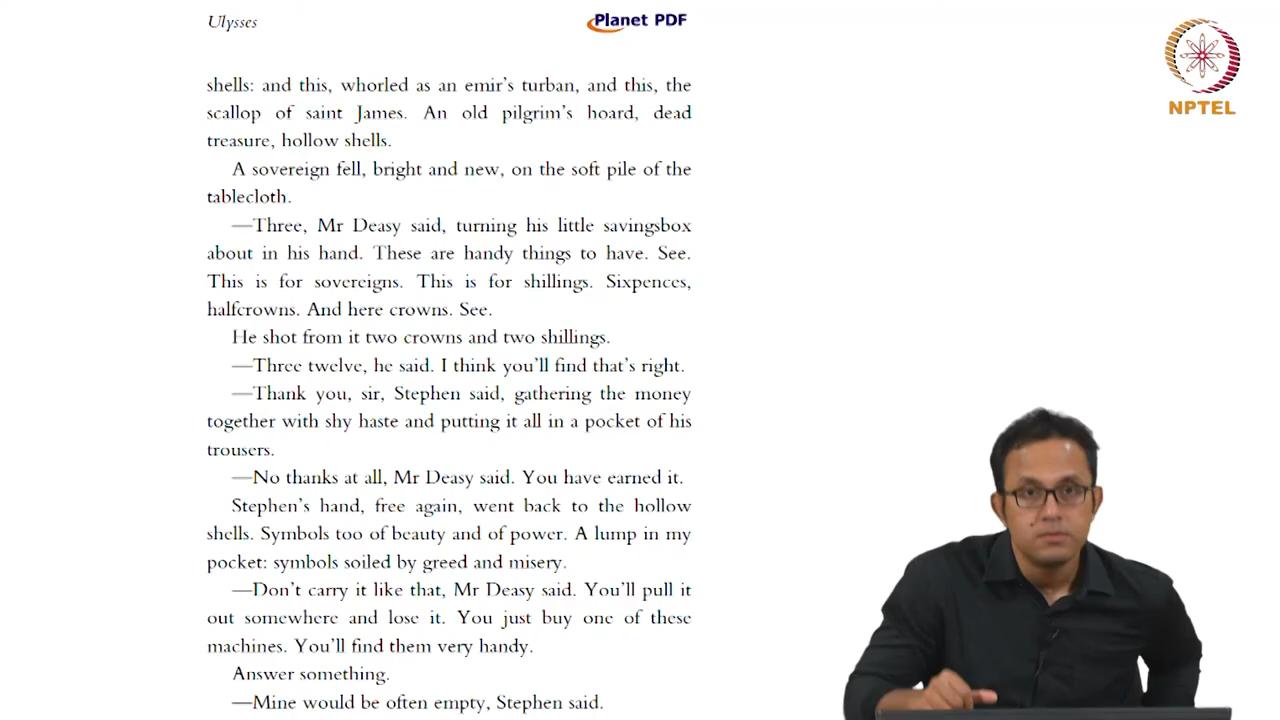 Ulysses
Planet PDF
NPTEL
shells: and this, whorled as an emir's turban, and this, the
scallop of saint James. An old pilgrim's hoard, dead
treasure, hollow shells.
A sovereign fell, bright and new, on the soft pile of the
tablecloth.
—Three, Mr Deasy said, turning his little savingsbox
about in his hand. These are handy things to have. See.
This is for sovereigns. This is for shillings. Sixpences,
halfcrowns. And here crowns. See.
He shot from it two crowns and two shillings.
—Three twelve, he said. I think you'll find that's right.
—Thank you, sir, Stephen said, gathering the money
together with shy haste and putting it all in a pocket of his
trousers.
—No thanks at all, Mr Deasy said. You have earned it.
Stephen's hand, free again, went back to the hollow
shells. Symbols too of beauty and of power. A lump in my
pocket: symbols soiled by greed and misery.
—Don't carry it like that, Mr Deasy said. You'll pull it
out somewhere and lose it. You just buy one of these
machines. You'll find them very handy.
Answer something.
—Mine would be often empty, Stephen said.